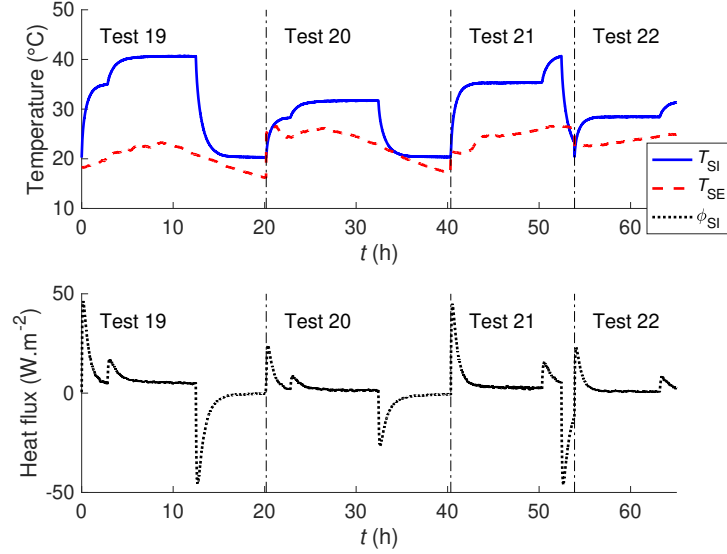 Temperature (°C)
50
40
30
20
10
Test 19
Test 20
Test 21
Test 22
0
10
20
30
40
50
60
t (h)
T_SI
T_SE
ϕ_SI
Heat flux (W.m⁻²)
50
0
-50
Test 19
Test 20
Test 21
Test 22
0
10
20
30
40
50
60
t (h)